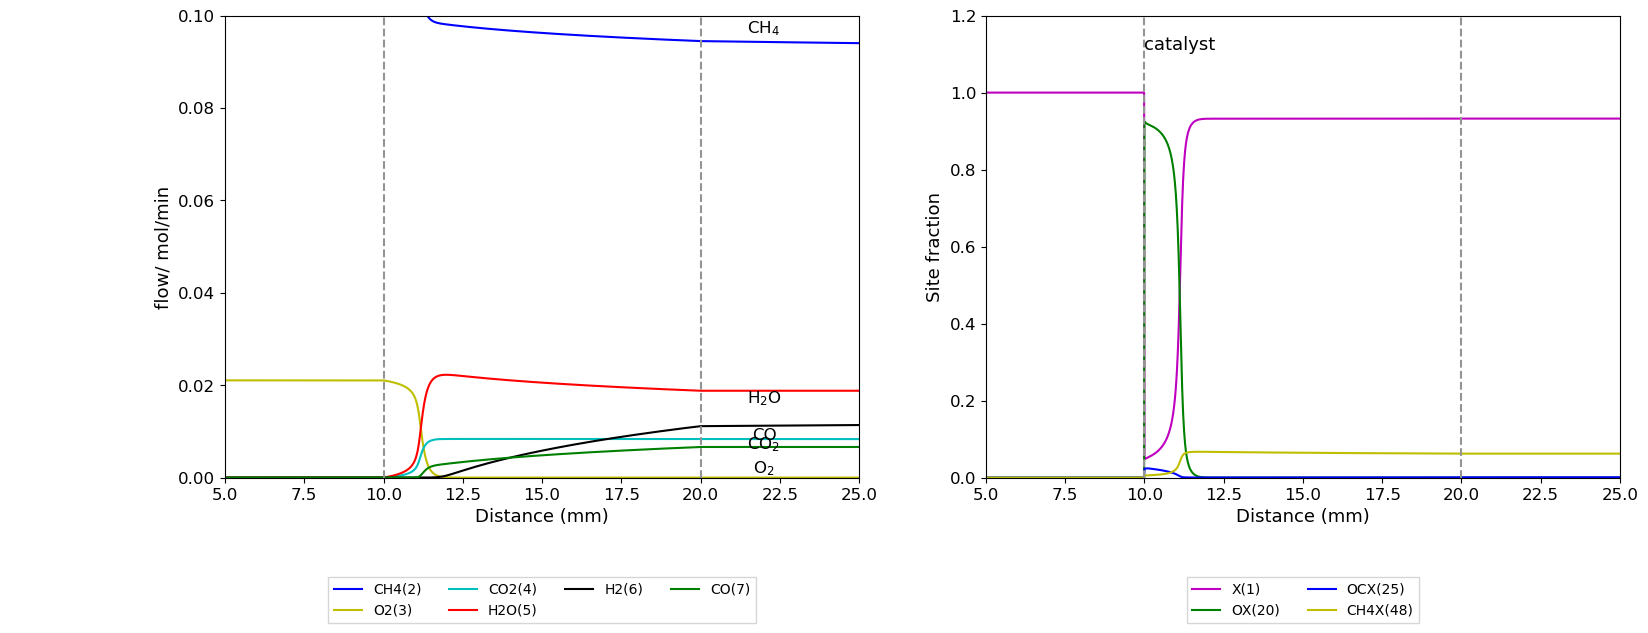 0.10
0.08
0.06
0.04
0.02
0.00
flow/ mol/min
CH₄
H₂O
CO
CO₂
O₂
5.0 7.5 10.0 12.5 15.0 17.5 20.0 22.5 25.0
Distance (mm)
CH4(2) CO2(4) H2(6) CO(7)
O2(3) H2O(5)
1.2
1.0
0.8
0.6
0.4
0.2
0.0
Site fraction
catalyst
5.0 7.5 10.0 12.5 15.0 17.5 20.0 22.5 25.0
Distance (mm)
X(1) OCX(25)
OX(20) CH4X(48)